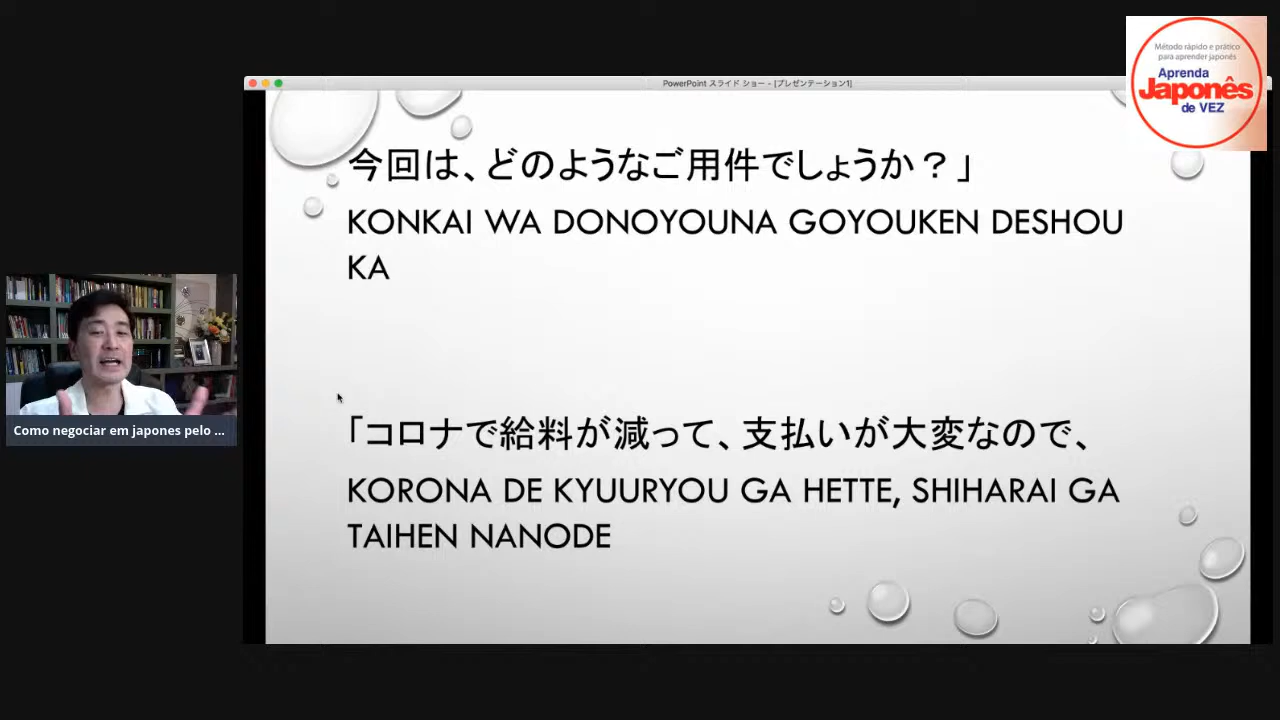 PowerPoint スライド ショー - [プレゼンテーション1]
Método rápido e prático
para aprender japonês
Aprenda
Japonês
de VEZ
今回は、どのようなご用件でしょうか？」
KONKAI WA DONOYOUNA GOYOUKEN DESHOU
KA
「コロナで給料が減って、支払いが大変なので、
KORONA DE KYUURYOU GA HETTE, SHIHARAI GA
TAIHEN NANODE
Como negociar em japones pelo ...